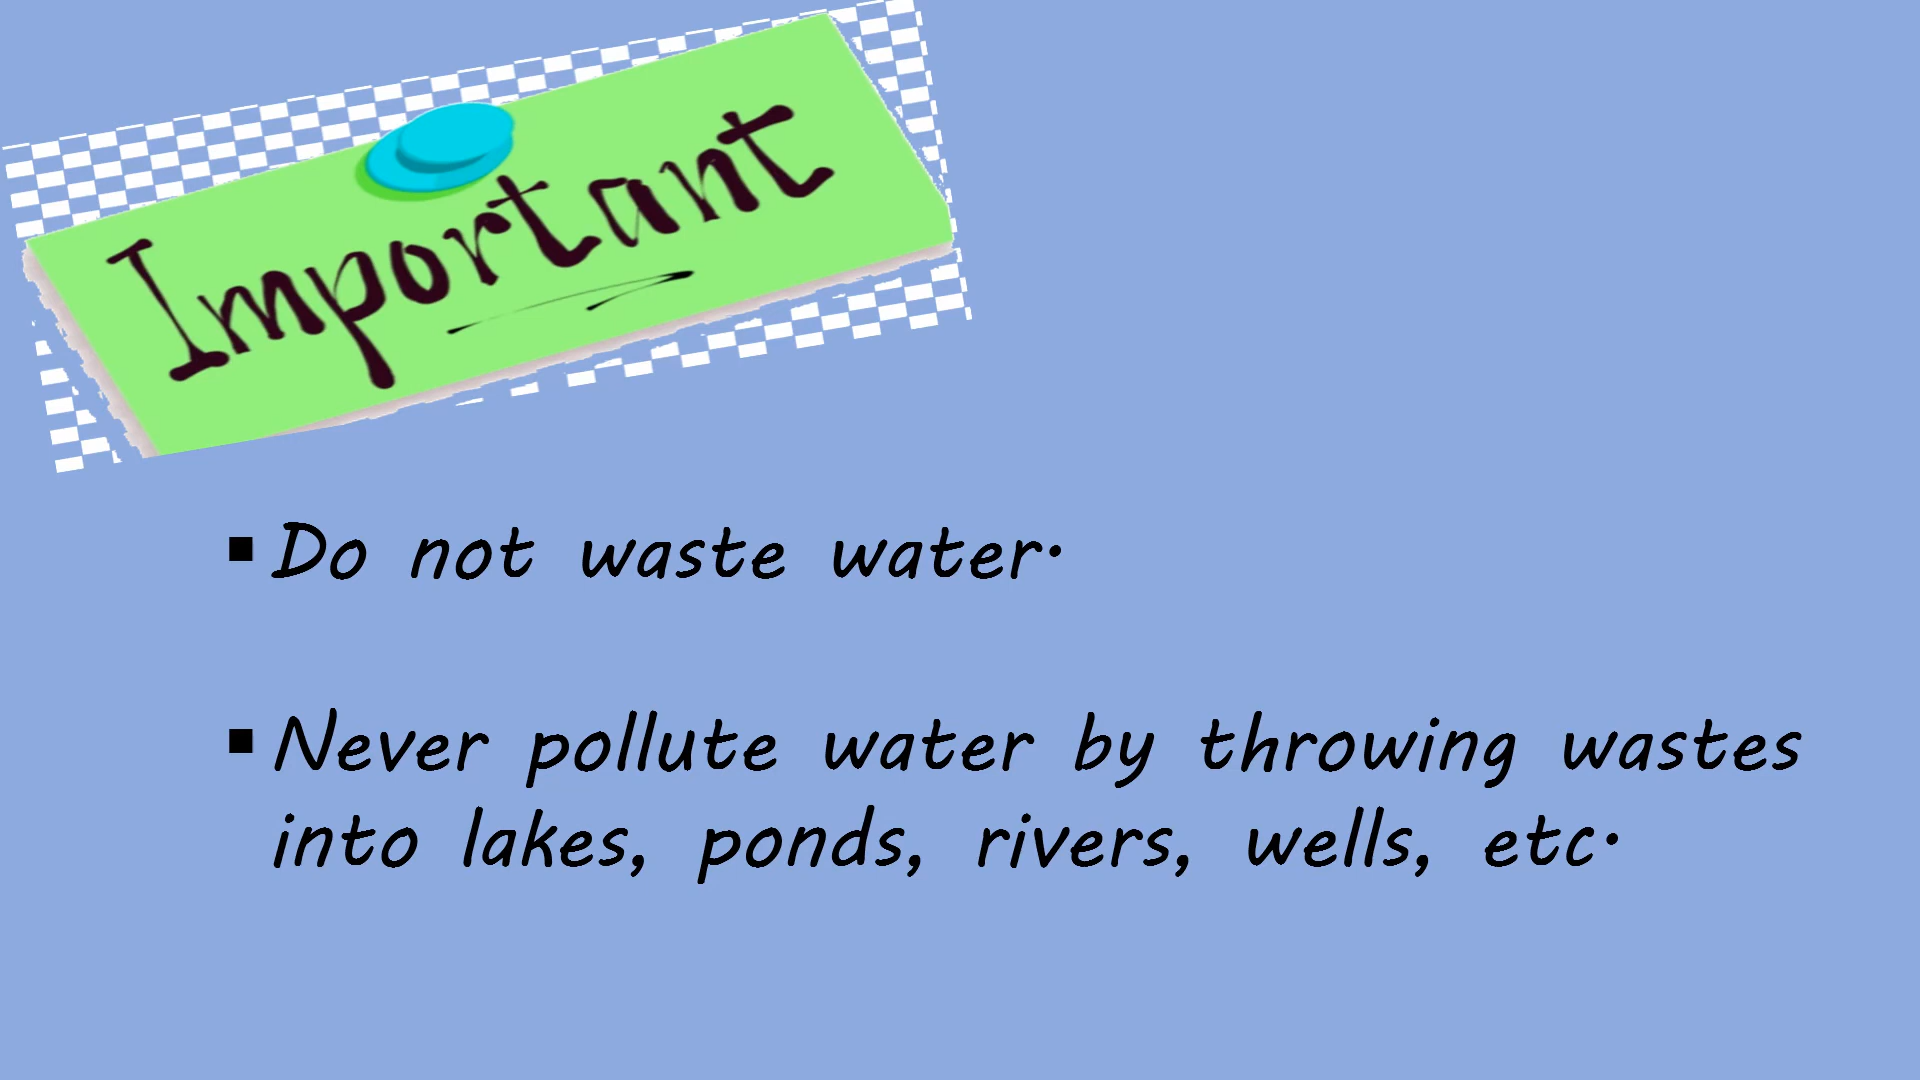 Important
▪ Do not waste water.
▪ Never pollute water by throwing wastes
into lakes, ponds, rivers, wells, etc.